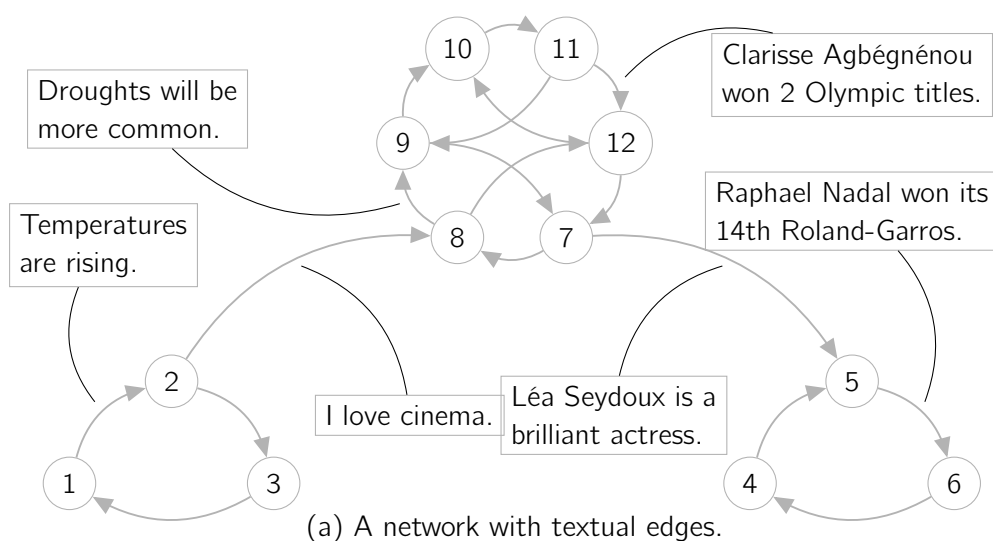 10
11
Clarisse Agbégnénou
won 2 Olympic titles.
Droughts will be
more common.
9
12
Raphael Nadal won its
14th Roland-Garros.
Temperatures
are rising.
8
7
2
5
I love cinema.
Léa Seydoux is a
brilliant actress.
1
3
4
6
(a) A network with textual edges.